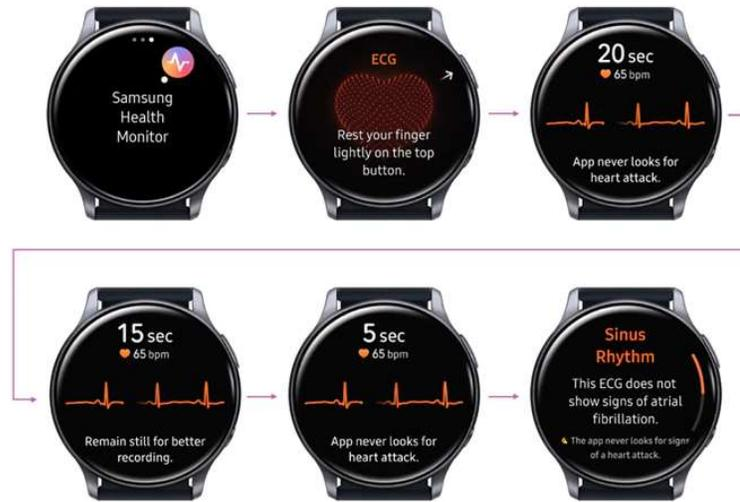 Samsung
Health
Monitor
ECG
Rest your finger
lightly on the top
button.
20 sec
65 bpm
App never looks for
heart attack.
15 sec
65 bpm
Remain still for better
recording.
5 sec
65 bpm
App never looks for
heart attack.
Sinus
Rhythm
This ECG does not
show signs of atrial
fibrillation.
The app never looks for signs
of a heart attack.